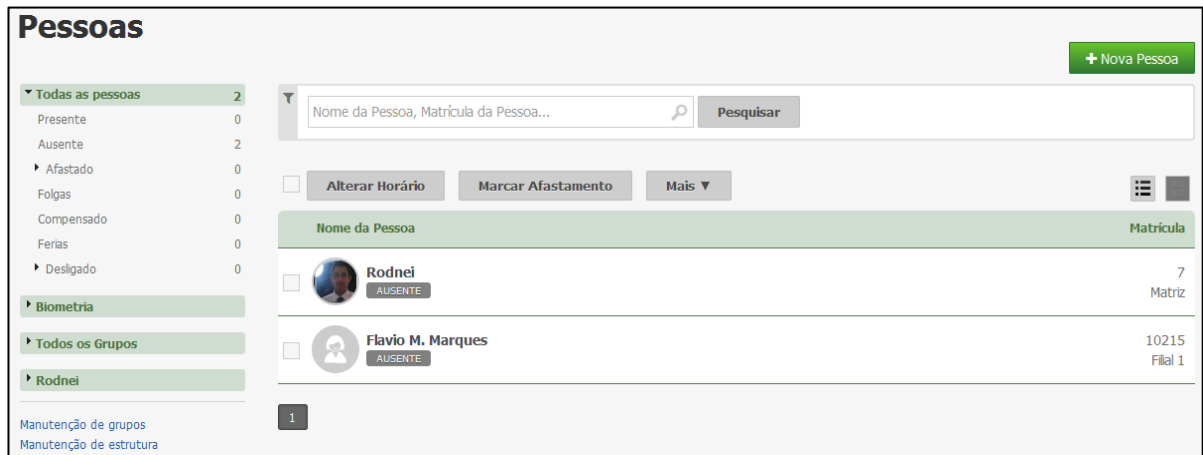 Pessoas
+ Nova Pessoa
Todas as pessoas 2
Presente 0
Ausente 2
Afastado 0
Folgas 0
Compensado 0
Ferias 0
Desligado 0
Biometria
Todos os Grupos
Rodnei
Manutenção de grupos
Manutenção de estrutura
Nome da Pessoa, Matrícula da Pessoa...
Pesquisar
Alterar Horário Marcar Afastamento Mais ▼
Nome da Pessoa Matrícula
Rodnei 7
AUSENTE Matriz
Flavio M. Marques 10215
AUSENTE Filial 1
1